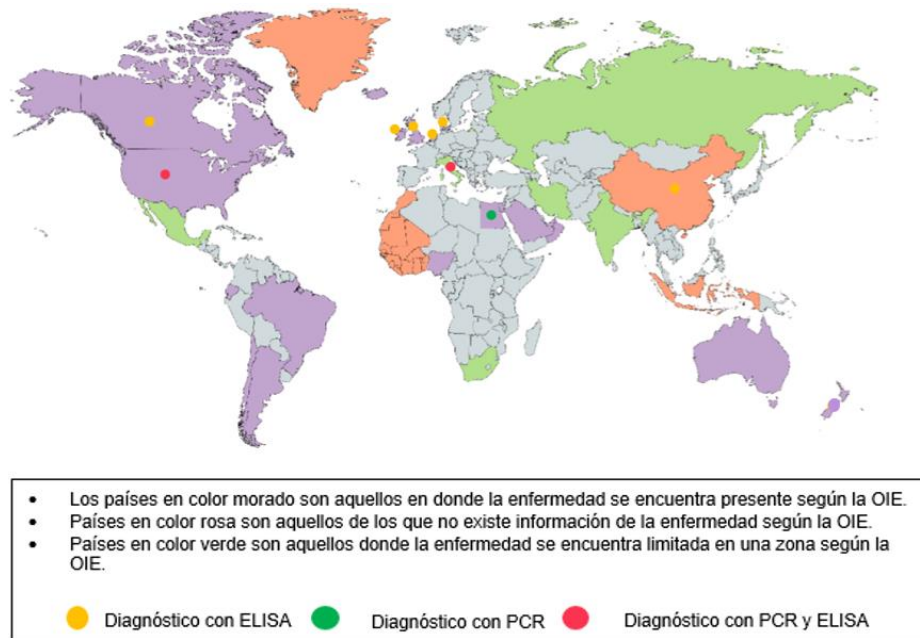 • Los países en color morado son aquellos en donde la enfermedad se encuentra presente según la OIE.
• Países en color rosa son aquellos de los que no existe información de la enfermedad según la OIE.
• Países en color verde son aquellos donde la enfermedad se encuentra limitada en una zona según la
OIE.
Diagnóstico con ELISA Diagnóstico con PCR Diagnóstico con PCR y ELISA